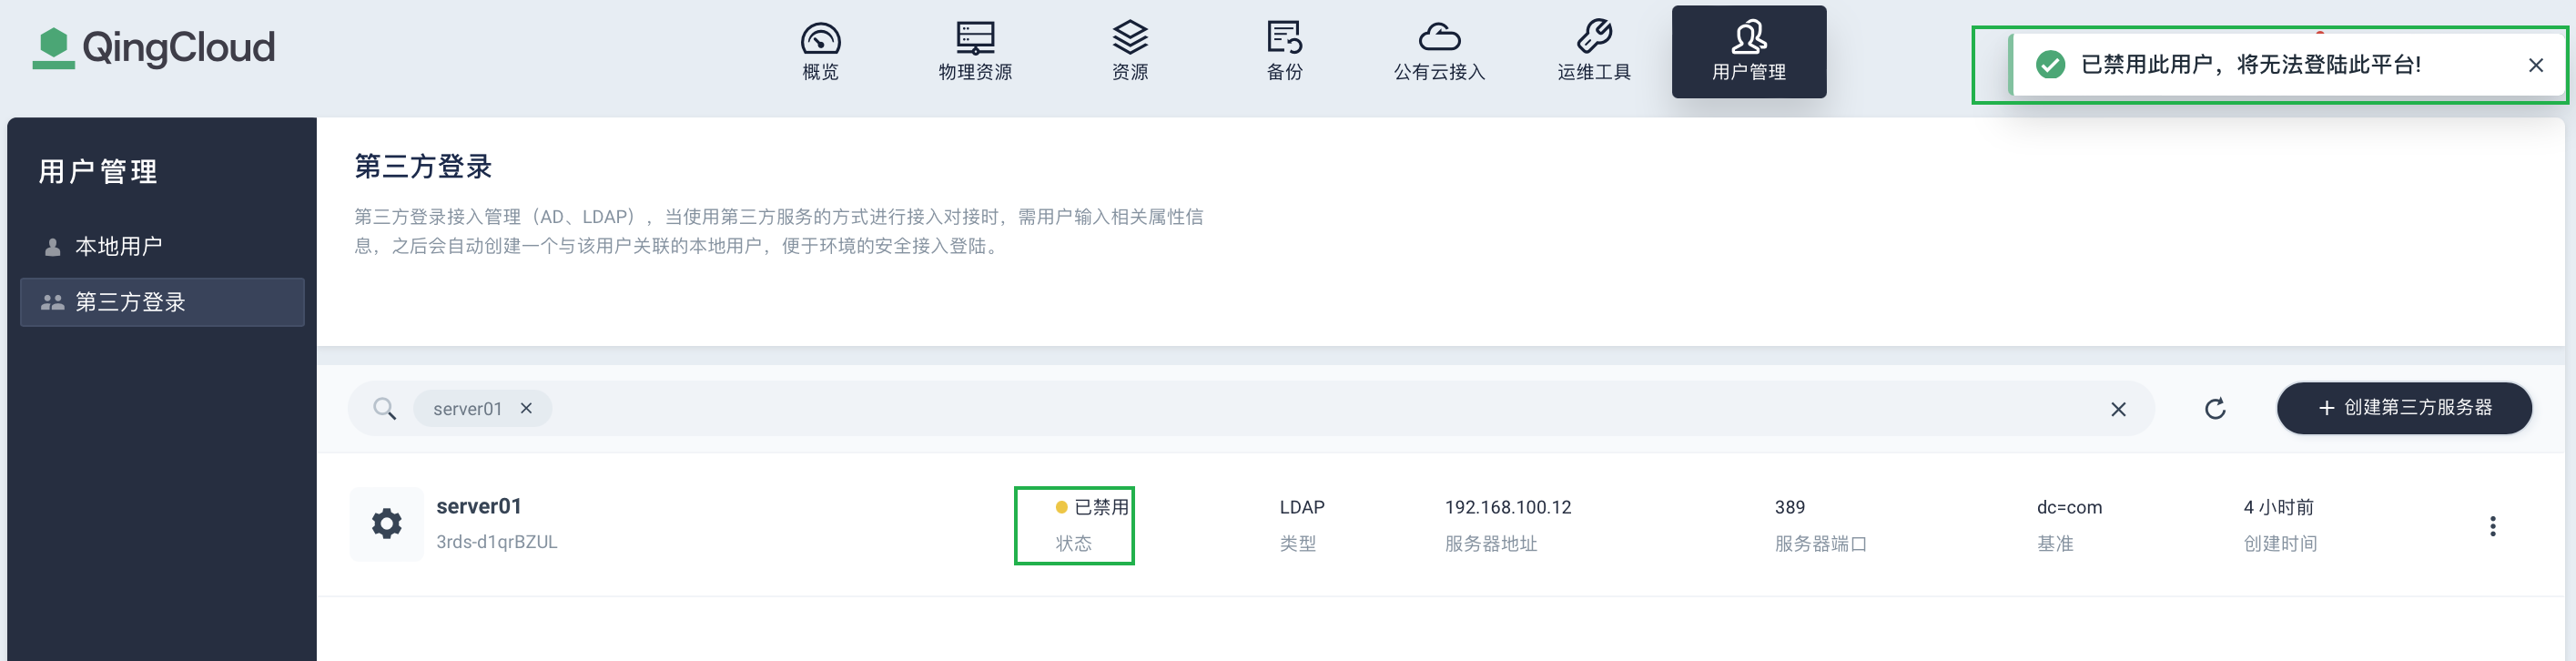 QingCloud
概览
物理资源
资源
备份
公有云接入
运维工具
用户管理
已禁用此用户，将无法登陆此平台!
用户管理
本地用户
第三方登录
第三方登录
第三方登录接入管理（AD、LDAP），当使用第三方服务的方式进行接入对接时，需用户输入相关属性信
息，之后会自动创建一个与该用户关联的本地用户，便于环境的安全接入登陆。
server01
创建第三方服务器
server01
3rds-d1qrBZUL
已禁用
状态
LDAP
类型
192.168.100.12
服务器地址
389
服务器端口
dc=com
基准
4 小时前
创建时间